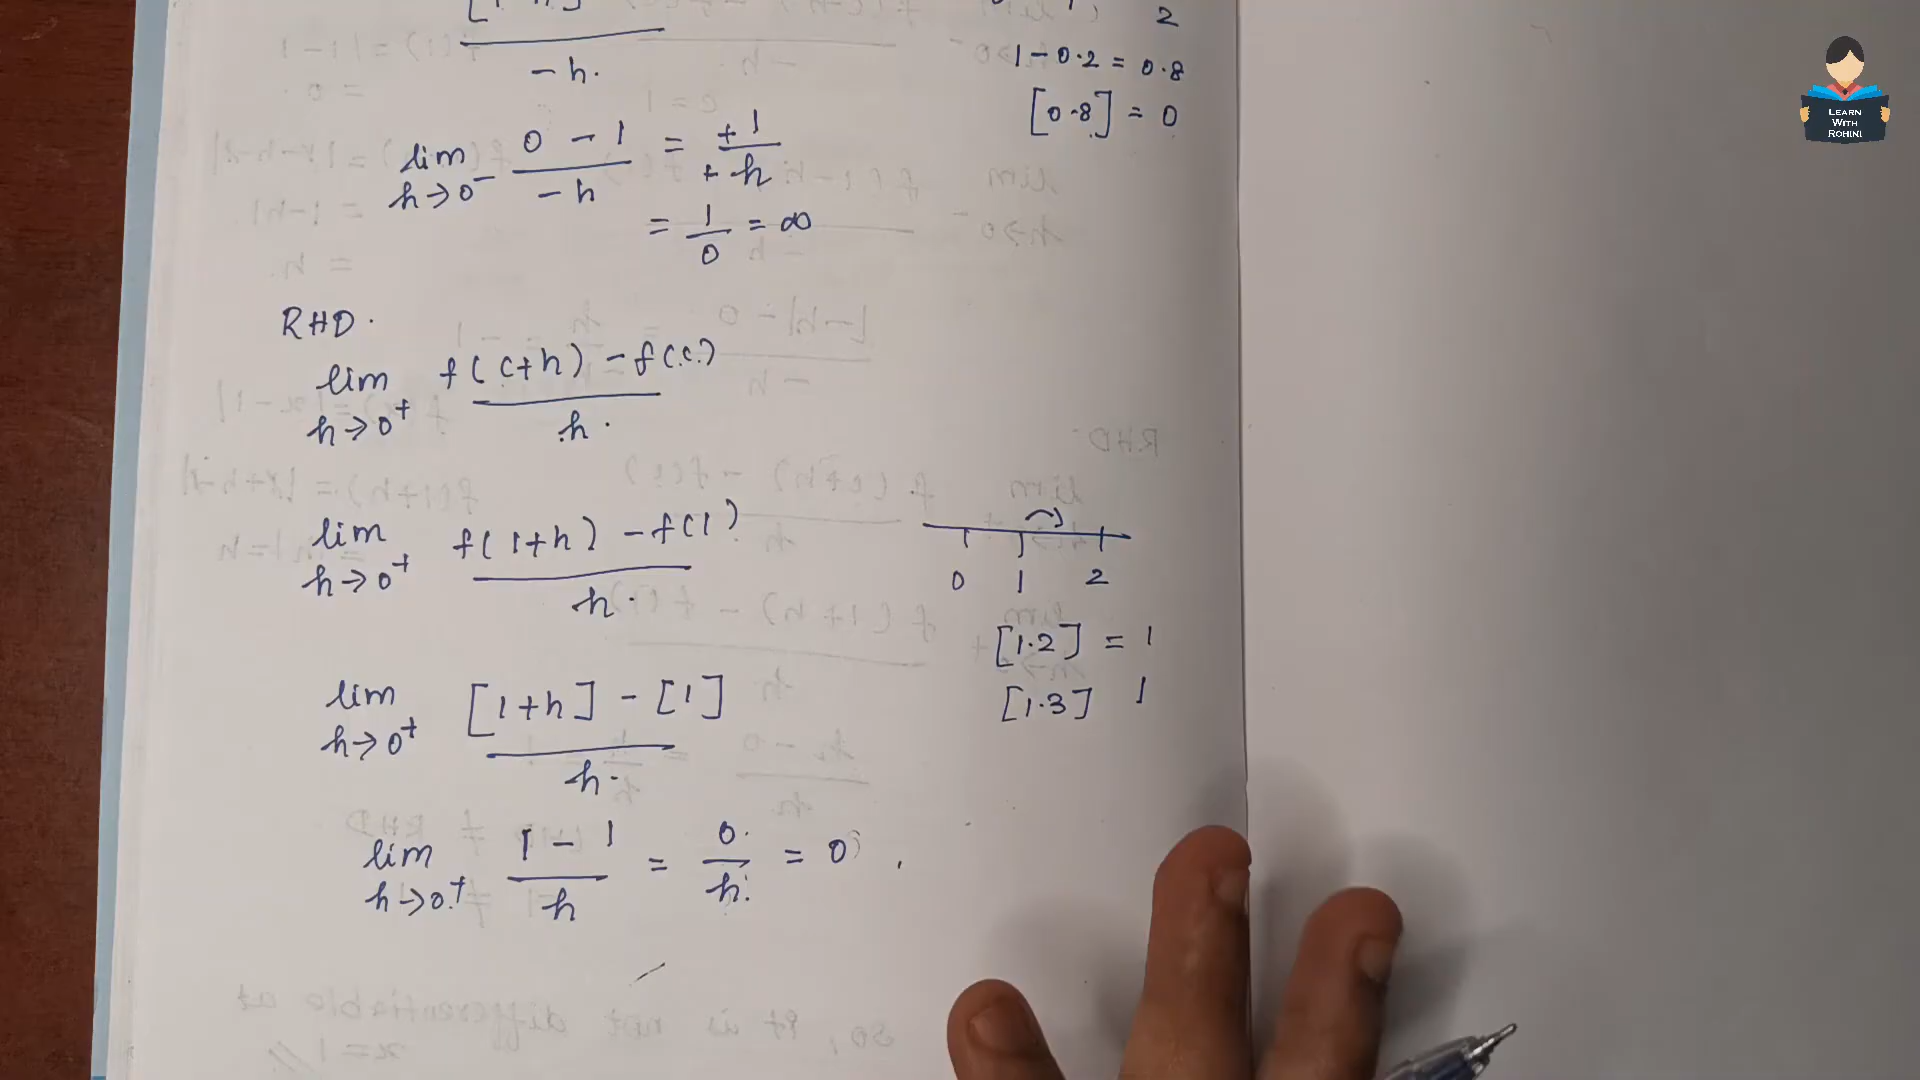 - h.
lim 0 - 1 = + 1
h→0⁻ - h + h
= 1 = ∞
0
2
1 - 0.2 = 0.8
[0.8] = 0
RHD.
lim f(c+h) - f(c)
h→0⁺ h.
lim f(1+h) - f(1)
h→0⁺ h.
0 1 2
[1.2] = 1
[1.3] 1
lim [1+h] - [1]
h→0⁺ h.
lim 1 - 1 = 0 = 0
h→0⁺ h h
LEARN
WITH
ROHINI